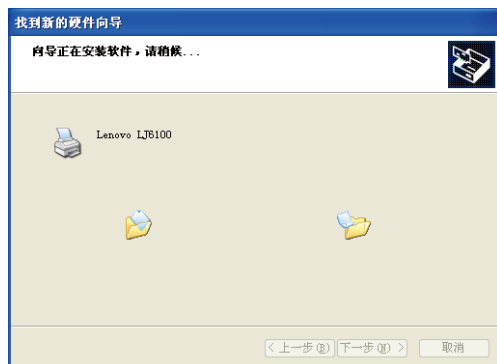 找到新的硬件向导
向导正在安装软件，请稍候...
Lenovo LJ6100
< 上一步(B) 下一步(N) > 取消